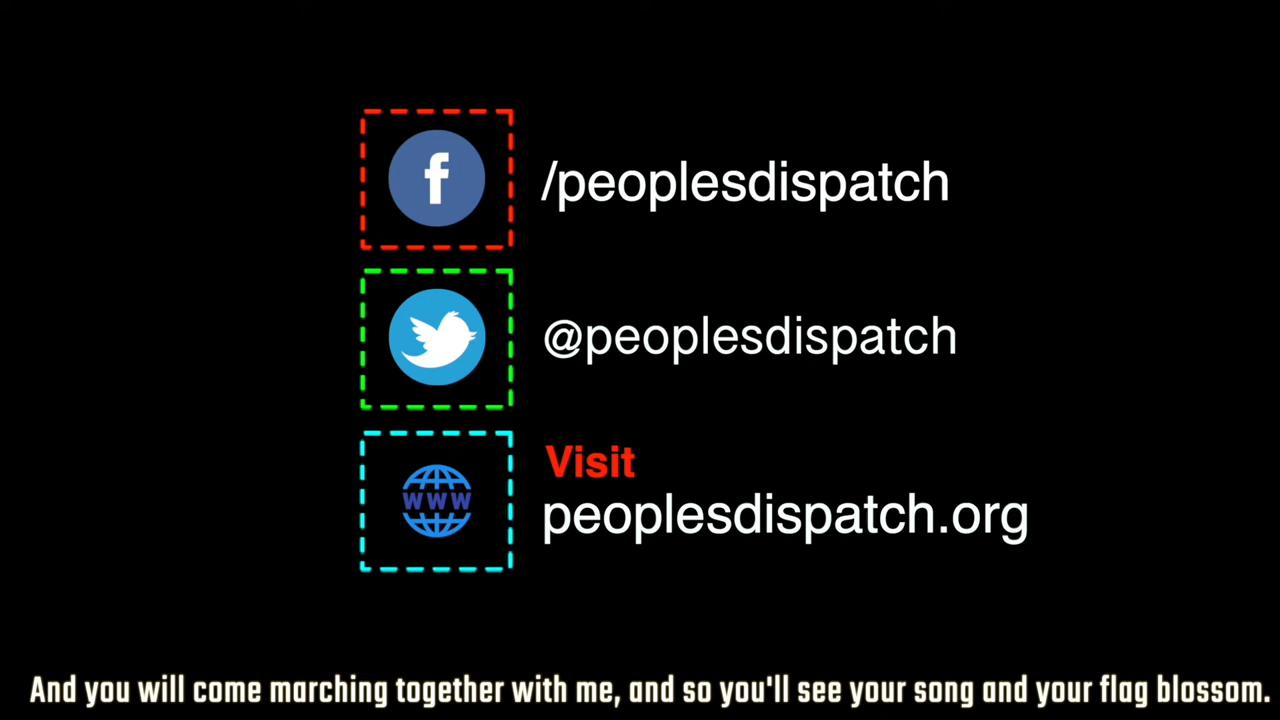 f
/peoplesdispatch
@peoplesdispatch
Visit
WWW
peoplesdispatch.org
And you will come marching together with me, and so you'll see your song and your flag blossom.